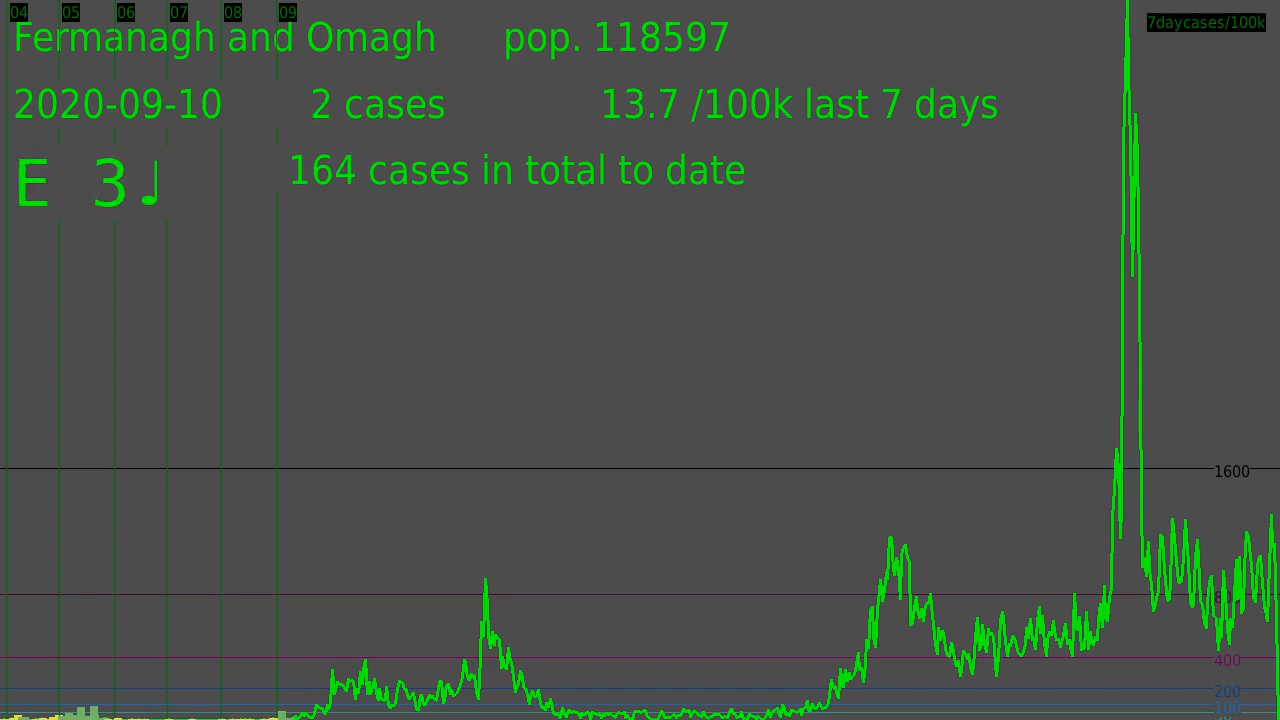 04 05 06 07 08 09
7daycases/100k
Fermanagh and Omagh pop. 118597
2020-09-10 2 cases 13.7 /100k last 7 days
E 3♩ 164 cases in total to date
1600
400
200
100